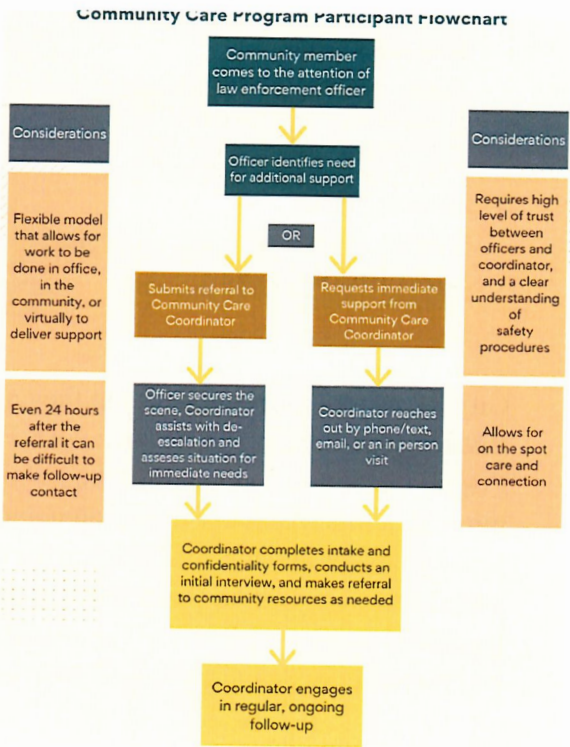 Community Care Program Participant Flowchart
Community member
comes to the attention of
law enforcement officer
Considerations
Considerations
Officer identifies need
for additional support
Flexible model
that allows for
work to be
done in office,
in the
community, or
virtually to
deliver support
Requires high
level of trust
between
officers and
coordinator,
and a clear
understanding
of
safety
procedures
OR
Submits referral to
Community Care
Coordinator
Requests immediate
support from
Community Care
Coordinator
Even 24 hours
after the
referral it can
be difficult to
make follow-up
contact
Officer secures the
scene, Coordinator
assists with de-
escalation and
asseses situation for
immediate needs
Coordinator reaches
out by phone/text,
email, or an in person
visit
Allows for
on the spot
care and
connection
Coordinator completes intake and
confidentiality forms, conducts an
initial interview, and makes referral
to community resources as needed
Coordinator engages
in regular, ongoing
follow-up